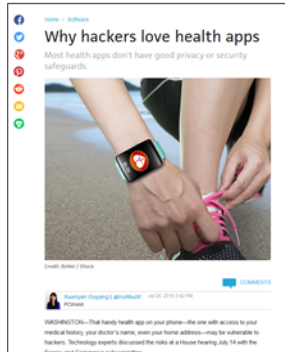 Home | Software
Why hackers love health apps
Most health apps don't have good privacy or security
safeguards.
COMMENTS
PCWorld
WASHINGTON—That handy health app on your phone—the one with access to your
medical history, your doctor's name, even your home address—may be vulnerable to
hackers. Technology experts discussed the risks at a House hearing July 14 with the